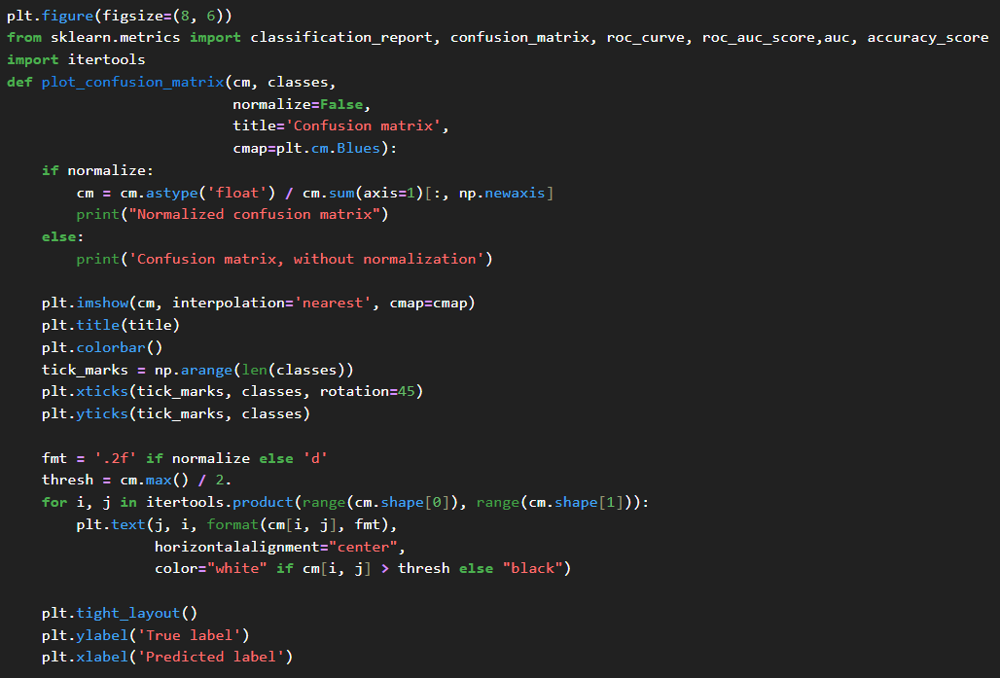 plt.figure(figsize=(8, 6))
from sklearn.metrics import classification_report, confusion_matrix, roc_curve, roc_auc_score,auc, accuracy_score
import itertools
def plot_confusion_matrix(cm, classes,
                          normalize=False,
                          title='Confusion matrix',
                          cmap=plt.cm.Blues):
    if normalize:
        cm = cm.astype('float') / cm.sum(axis=1)[:, np.newaxis]
        print("Normalized confusion matrix")
    else:
        print('Confusion matrix, without normalization')

    plt.imshow(cm, interpolation='nearest', cmap=cmap)
    plt.title(title)
    plt.colorbar()
    tick_marks = np.arange(len(classes))
    plt.xticks(tick_marks, classes, rotation=45)
    plt.yticks(tick_marks, classes)

    fmt = '.2f' if normalize else 'd'
    thresh = cm.max() / 2.
    for i, j in itertools.product(range(cm.shape[0]), range(cm.shape[1])):
        plt.text(j, i, format(cm[i, j], fmt),
                 horizontalalignment="center",
                 color="white" if cm[i, j] > thresh else "black")

    plt.tight_layout()
    plt.ylabel('True label')
    plt.xlabel('Predicted label')